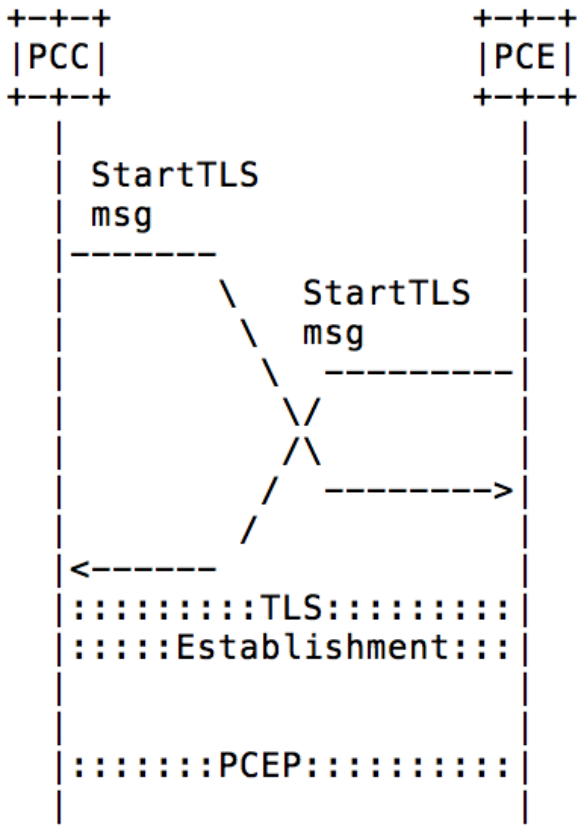 +-+-+                 +-+-+
|PCC|                 |PCE|
+-+-+                 +-+-+
  |                     |
  | StartTLS            |
  | msg                 |
  |-------              |
  |       \   StartTLS  |
  |        \  msg       |
  |         \  ---------|
  |          \/         |
  |          /\         |
  |         /  -------->|
  |        /            |
  |<------              |
  |:::::::::TLS:::::::::|
  |:::::Establishment:::|
  |                     |
  |                     |
  |:::::::PCEP::::::::::|
  |                     |